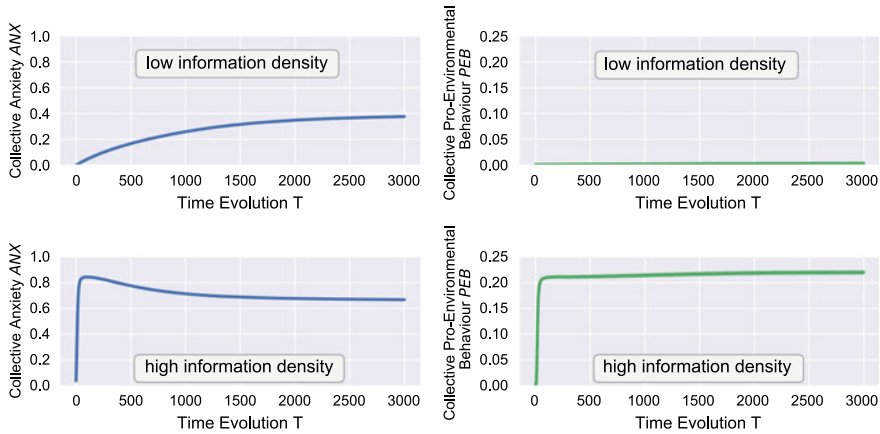 Collective Anxiety ANX
1.0
0.8
0.6
0.4
0.2
0.0
low information density
0 500 1000 1500 2000 2500 3000
Time Evolution T
Collective Pro-Environmental
Behaviour PEB
0.25
0.20
0.15
0.10
0.05
0.00
low information density
0 500 1000 1500 2000 2500 3000
Time Evolution T
Collective Anxiety ANX
1.0
0.8
0.6
0.4
0.2
0.0
high information density
0 500 1000 1500 2000 2500 3000
Time Evolution T
Collective Pro-Environmental
Behaviour PEB
0.25
0.20
0.15
0.10
0.05
0.00
high information density
0 500 1000 1500 2000 2500 3000
Time Evolution T